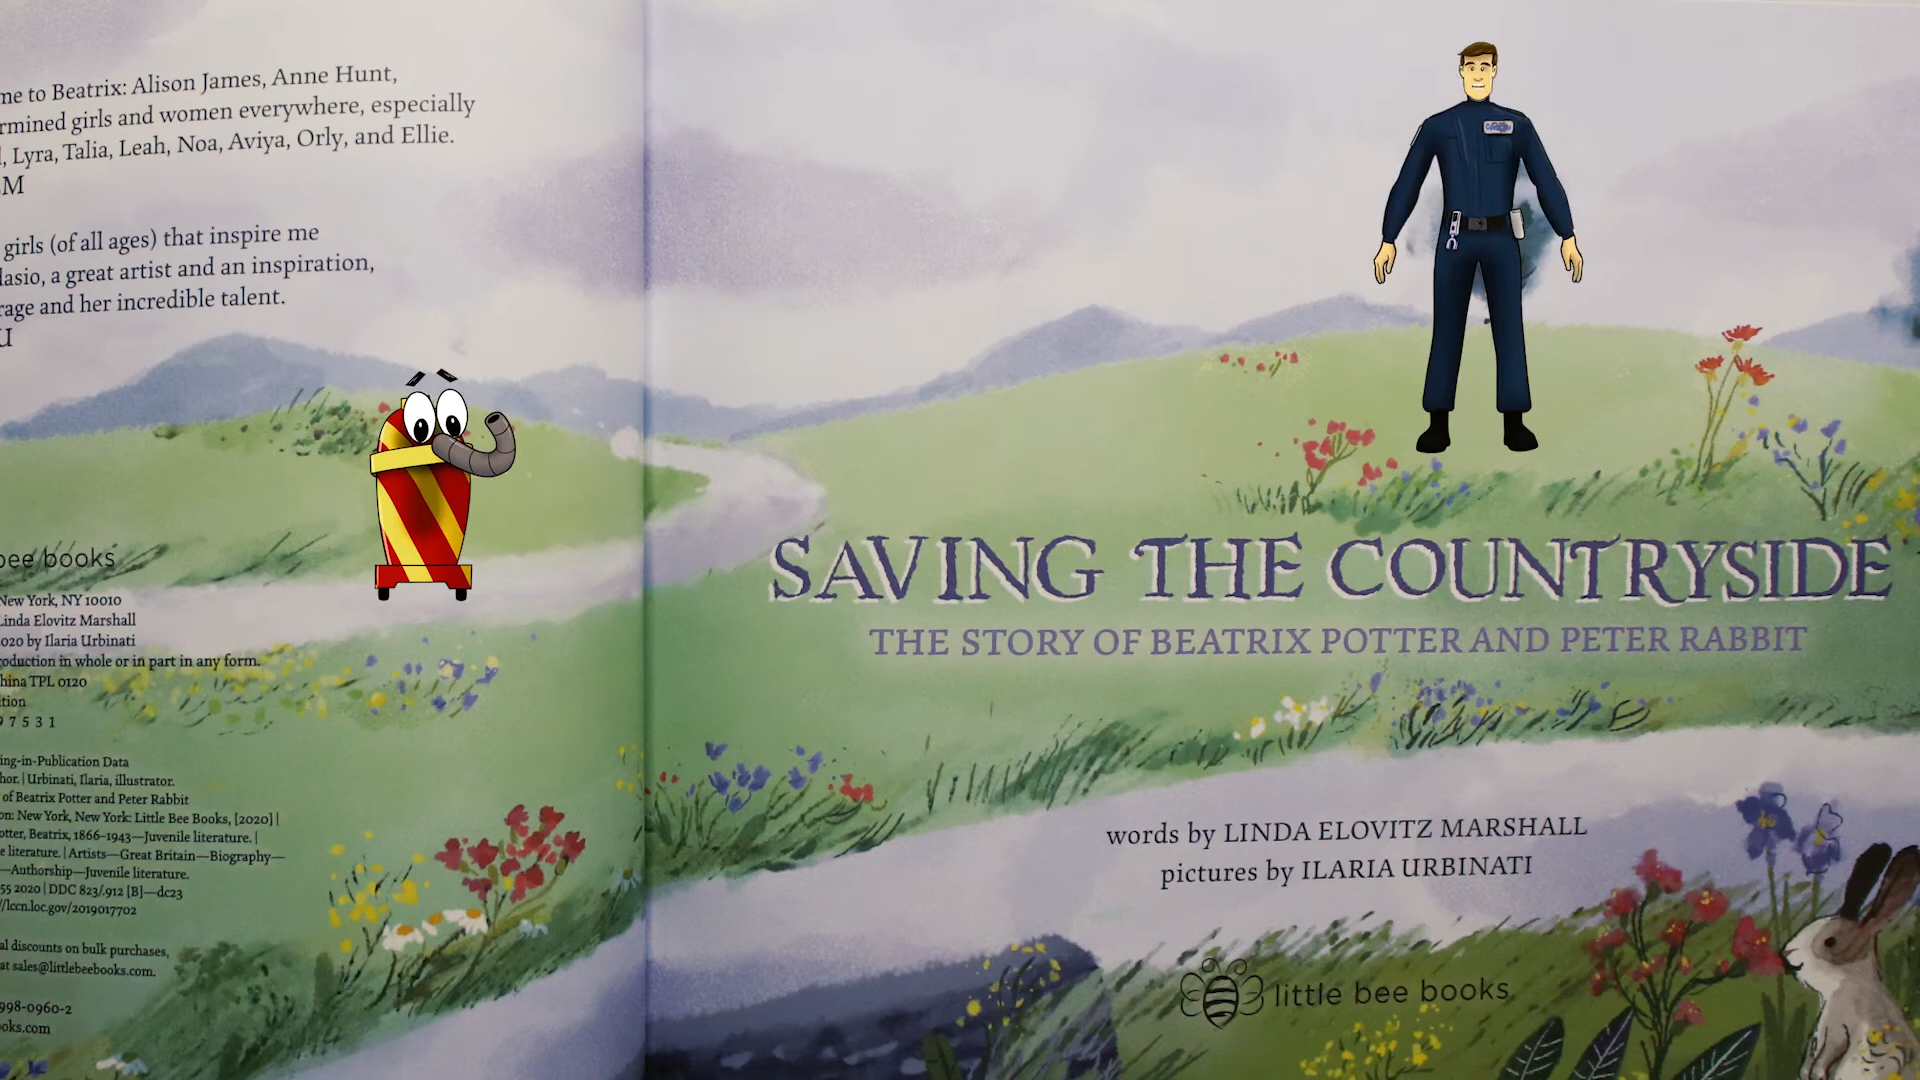 me to Beatrix: Alison James, Anne Hunt,
rmined girls and women everywhere, especially
, Lyra, Talia, Leah, Noa, Aviya, Orly, and Ellie.
M
girls (of all ages) that inspire me
lasio, a great artist and an inspiration,
rage and her incredible talent.
U
bee books
New York, NY 10010
Linda Elovitz Marshall
020 by Ilaria Urbinati
roduction in whole or in part in any form.
hina TPL 0120
ition
9 7 5 3 1
ing-in-Publication Data
hor. | Urbinati, Ilaria, illustrator.
of Beatrix Potter and Peter Rabbit
on: New York, New York: Little Bee Books, [2020] |
otter, Beatrix, 1866–1943—Juvenile literature. |
e literature. | Artists—Great Britain—Biography—
—Authorship—Juvenile literature.
55 2020 | DDC 823/.912 [B]—dc23
//lccn.loc.gov/2019017702
al discounts on bulk purchases,
at sales@littlebeebooks.com.
998-0960-2
oks.com
SAVING THE COUNTRYSIDE
THE STORY OF BEATRIX POTTER AND PETER RABBIT
words by LINDA ELOVITZ MARSHALL
pictures by ILARIA URBINATI
little bee books